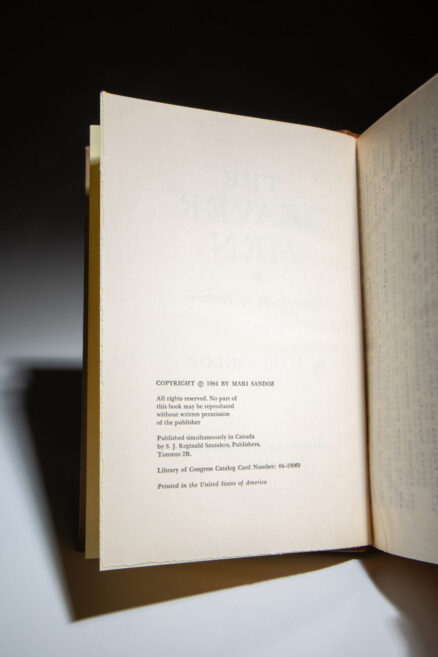 COPYRIGHT © 1964 BY MARI SANDOZ
All rights reserved. No part of
this book may be reproduced
without written permission
of the publisher
Published simultaneously in Canada
by S. J. Reginald Saunders, Publishers,
Toronto 2B.
Library of Congress Catalog Card Number: 64-19089
Printed in the United States of America